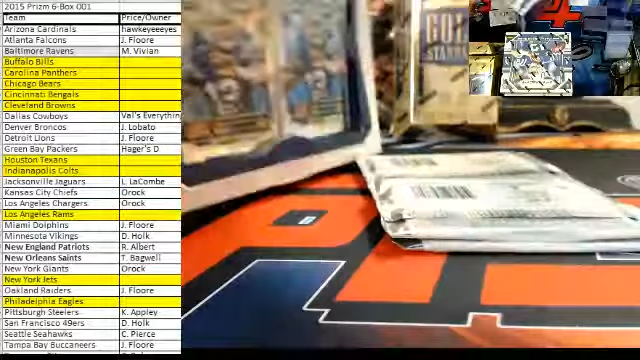 2015 Prizm 6-Box 001
Team Price/Owner
Arizona Cardinals hawkeyeeeyes
Atlanta Falcons J. Floore
Baltimore Ravens M. Vivian
Buffalo Bills
Carolina Panthers
Chicago Bears
Cincinnati Bengals
Cleveland Browns
Dallas Cowboys Val's Everythin
Denver Broncos J. Lobato
Detroit Lions J. Floore
Green Bay Packers Hager's D
Houston Texans
Indianapolis Colts
Jacksonville Jaguars L. LaCombe
Kansas City Chiefs Orock
Los Angeles Chargers Orock
Los Angeles Rams
Miami Dolphins J. Floore
Minnesota Vikings D. Holk
New England Patriots R. Albert
New Orleans Saints T. Bagwell
New York Giants Orock
New York Jets
Oakland Raiders J. Floore
Philadelphia Eagles
Pittsburgh Steelers K. Appley
San Francisco 49ers D. Holk
Seattle Seahawks C. Pierce
Tampa Bay Buccaneers J. Floore